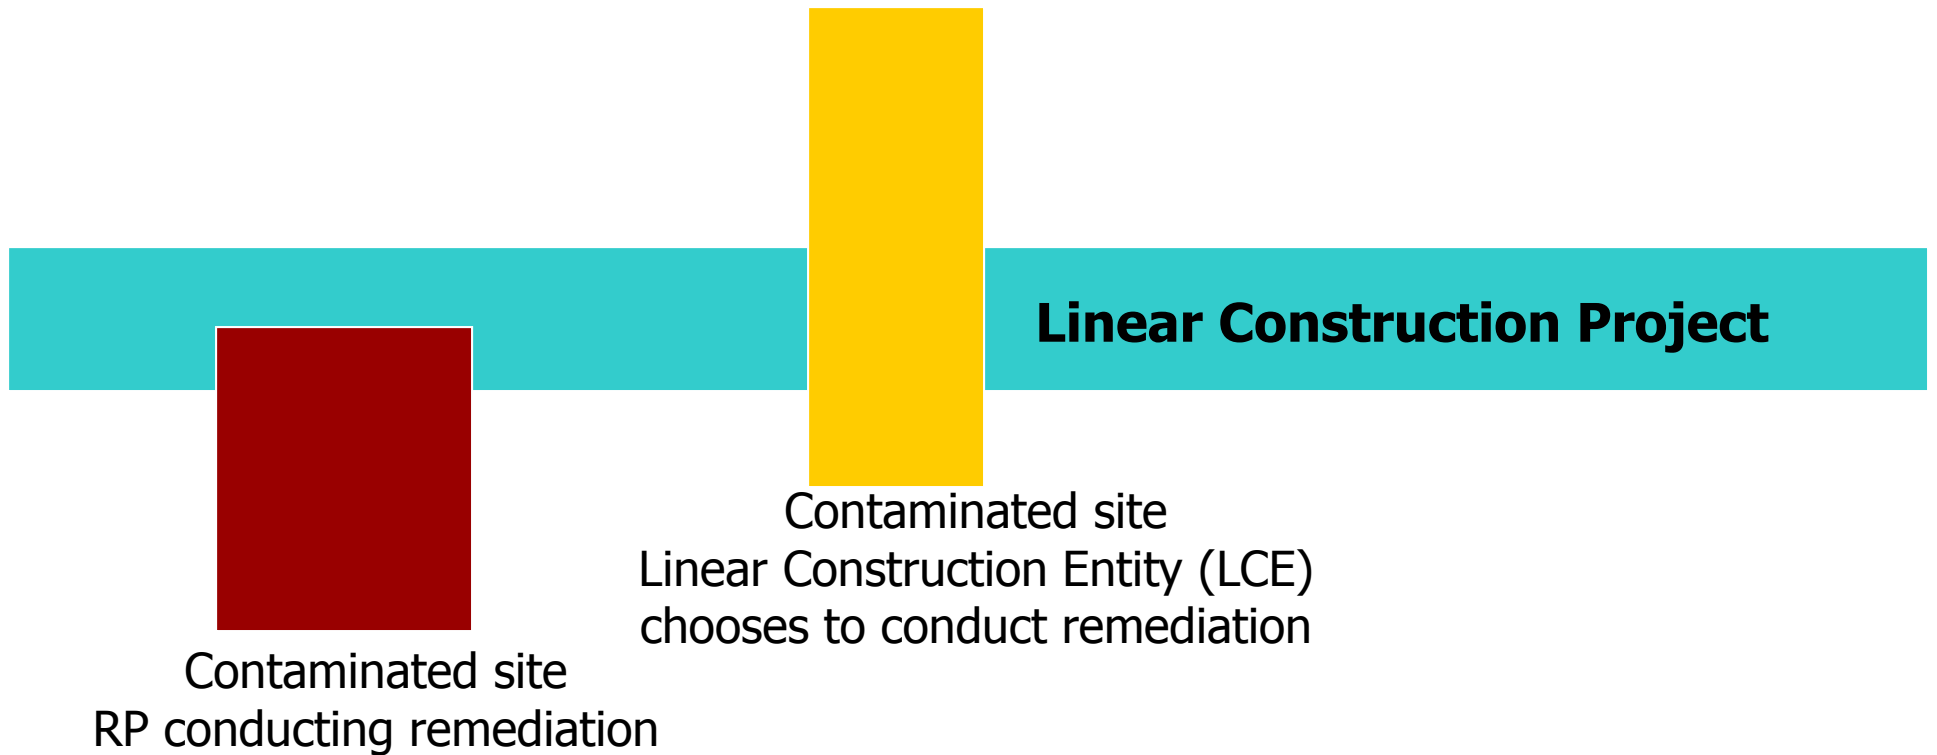 Linear Construction Project
Contaminated site
Linear Construction Entity (LCE)
chooses to conduct remediation
Contaminated site
RP conducting remediation